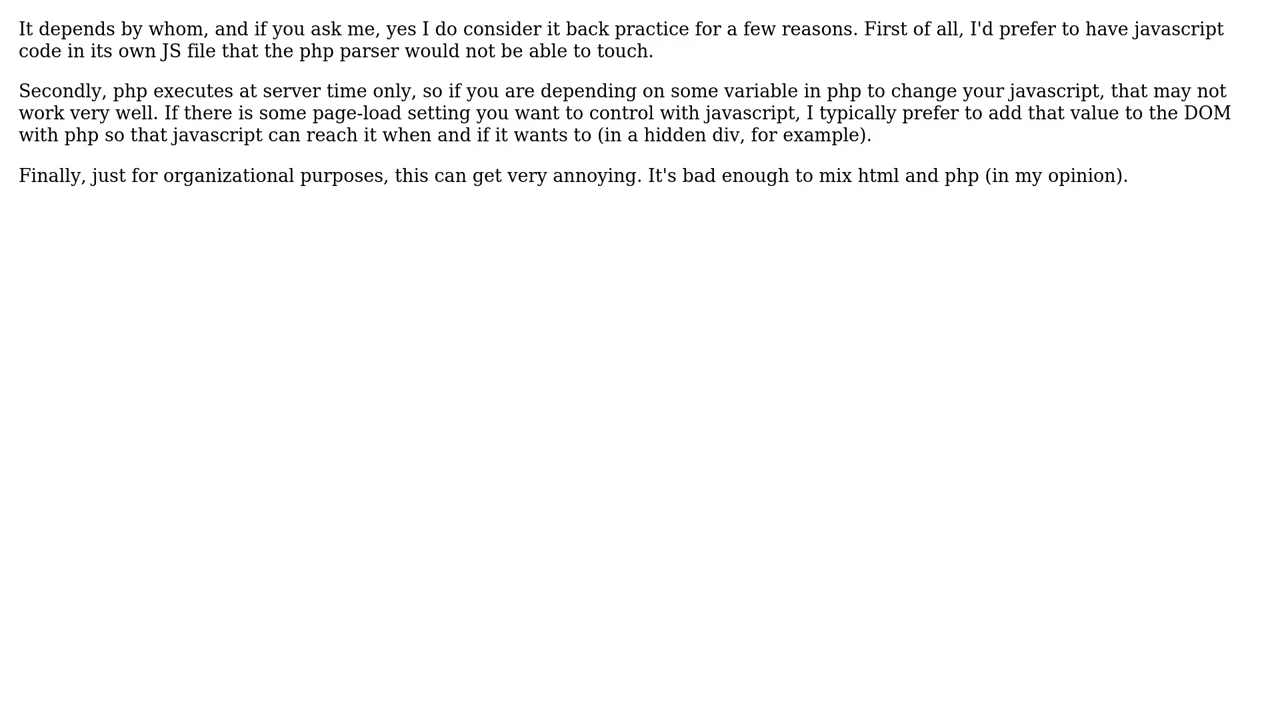 It depends by whom, and if you ask me, yes I do consider it back practice for a few reasons. First of all, I'd prefer to have javascript
code in its own JS file that the php parser would not be able to touch.
Secondly, php executes at server time only, so if you are depending on some variable in php to change your javascript, that may not
work very well. If there is some page-load setting you want to control with javascript, I typically prefer to add that value to the DOM
with php so that javascript can reach it when and if it wants to (in a hidden div, for example).
Finally, just for organizational purposes, this can get very annoying. It's bad enough to mix html and php (in my opinion).